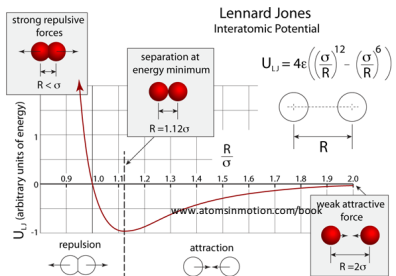 Lennard Jones
Interatomic Potential
strong repulsive
forces
R < σ
separation at
energy minimum
R =1.12σ
U_LJ = 4ε((σ/R)^12 − (σ/R)^6)
R
R/σ
U_LJ (arbitrary units of energy)
1
0
-1
0.9 1.0 1.1 1.2 1.3 1.4 1.5 1.6 1.7 1.8 2.0
www.atomsinmotion.com/book
weak attractive
force
R =2σ
repulsion
attraction